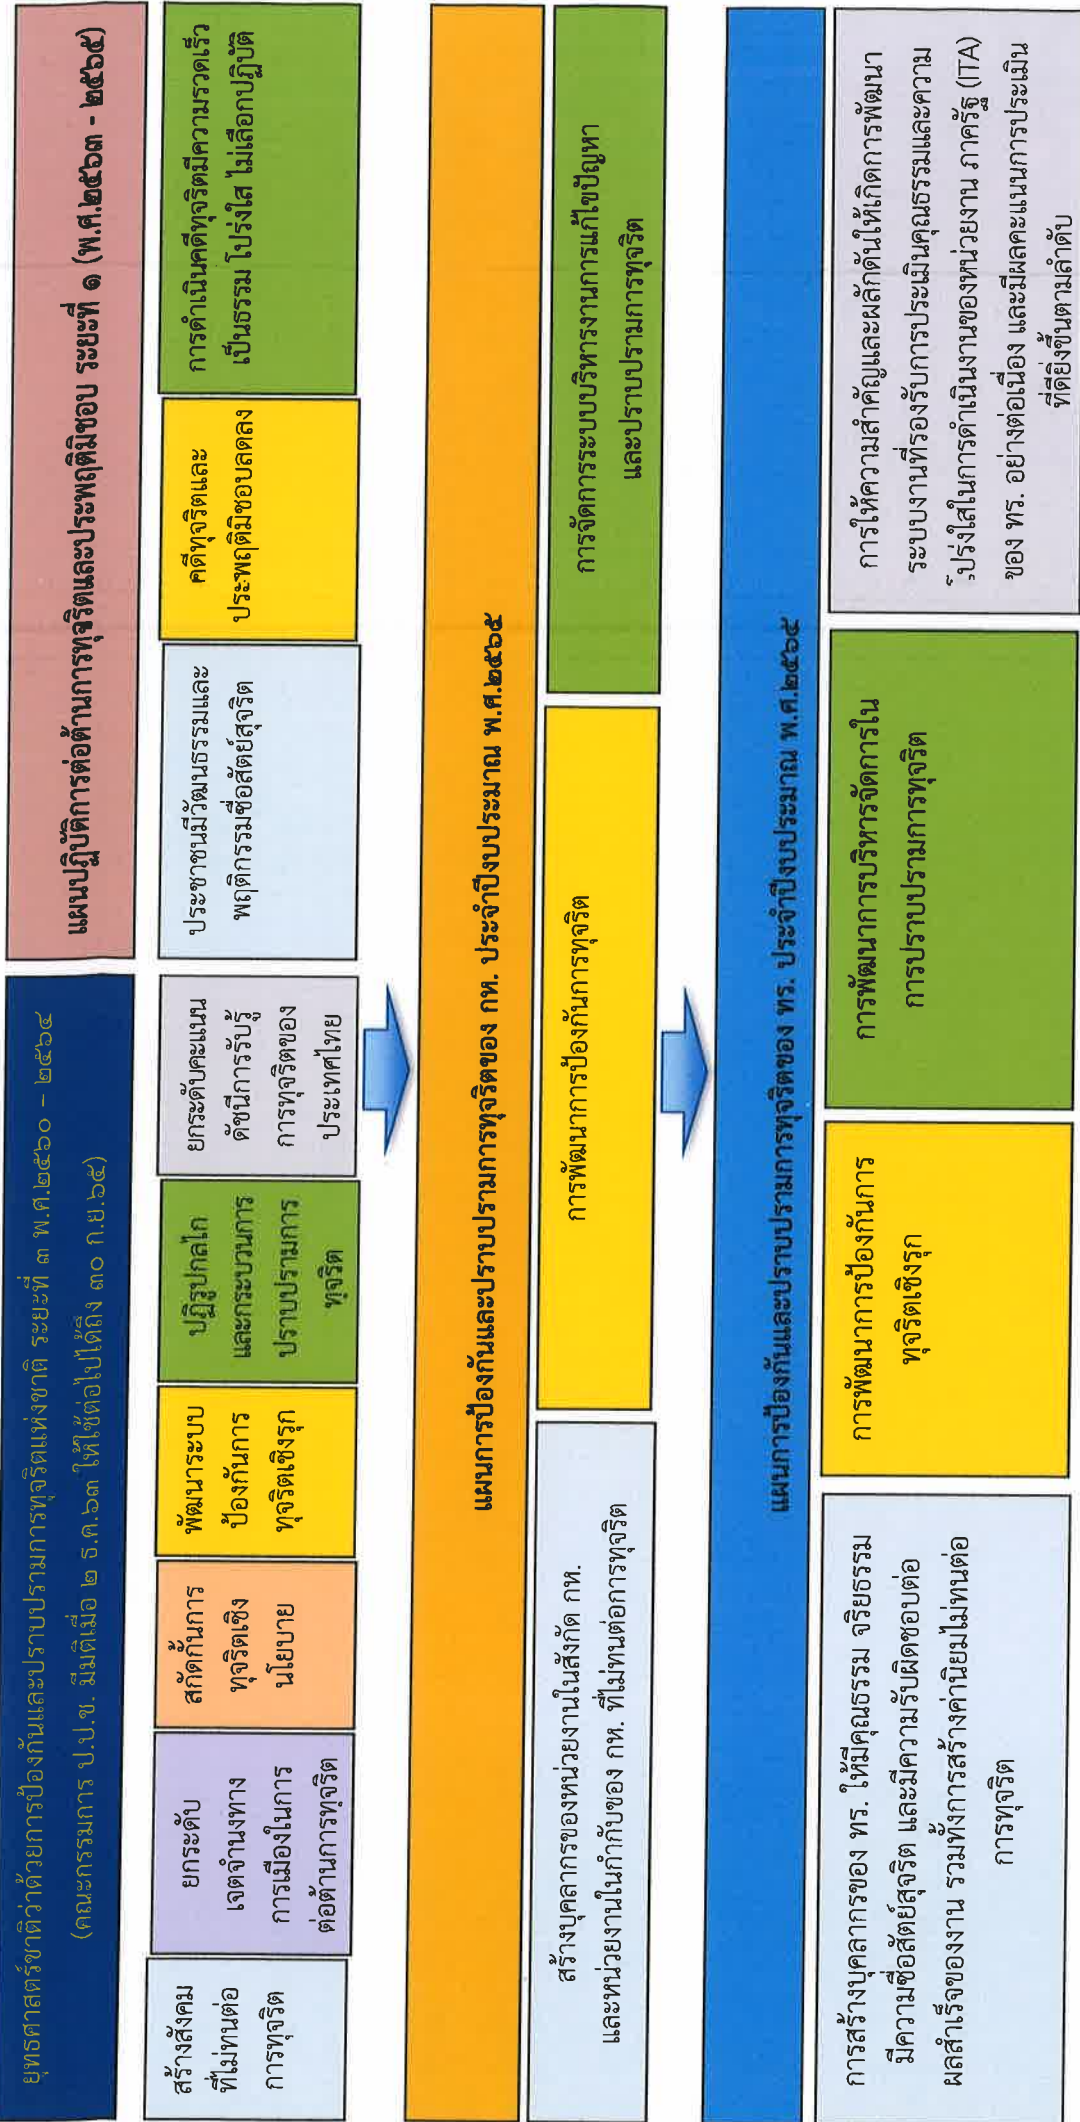 ยุทธศาสตร์ชาติว่าด้วยการป้องกันและปราบปรามการทุจริตแห่งชาติ ระยะที่ ๓ พ.ศ.๒๕๖๐ – ๒๕๖๔
(คณะกรรมการ ป.ป.ช. มีมติเมื่อ ๒ ธ.ค.๖๓ ให้ใช้ต่อไปได้ถึง ๓๐ ก.ย.๖๕)
แผนปฏิบัติการต่อต้านการทุจริตและประพฤติมิชอบ ระยะที่ ๑ (พ.ศ.๒๕๖๓ - ๒๕๖๕)
สร้างสังคม
ที่ไม่ทนต่อ
การทุจริต
ยกระดับ
เจตจำนงทาง
การเมืองในการ
ต่อต้านการทุจริต
สกัดกั้นการ
ทุจริตเชิง
นโยบาย
พัฒนาระบบ
ป้องกันการ
ทุจริตเชิงรุก
ปฏิรูปกลไก
และกระบวนการ
ปราบปรามการ
ทุจริต
ยกระดับคะแนน
ดัชนีการรับรู้
การทุจริตของ
ประเทศไทย
ประชาชนมีวัฒนธรรมและ
พฤติกรรมซื่อสัตย์สุจริต
คดีทุจริตและ
ประพฤติมิชอบลดลง
การดำเนินคดีทุจริตมีความรวดเร็ว
เป็นธรรม โปร่งใส ไม่เลือกปฏิบัติ
แผนการป้องกันและปราบปรามการทุจริตของ กห. ประจำปีงบประมาณ พ.ศ.๒๕๖๕
สร้างบุคลากรของหน่วยงานในสังกัด กห.
และหน่วยงานในกำกับของ กห. ที่ไม่ทนต่อการทุจริต
การพัฒนาการป้องกันการทุจริต
การจัดการระบบบริหารงานการแก้ไขปัญหา
และปราบปรามการทุจริต
แผนการป้องกันและปราบปรามการทุจริตของ ทร. ประจำปีงบประมาณ พ.ศ.๒๕๖๕
การสร้างบุคลากรของ ทร. ให้มีคุณธรรม จริยธรรม
มีความซื่อสัตย์สุจริต และมีความรับผิดชอบต่อ
ผลสำเร็จของงาน รวมทั้งการสร้างค่านิยมไม่ทนต่อ
การทุจริต
การพัฒนาการป้องกันการ
ทุจริตเชิงรุก
การพัฒนาการบริหารจัดการใน
การปราบปรามการทุจริต
การให้ความสำคัญและผลักดันให้เกิดการพัฒนา
ระบบงานที่รองรับการประเมินคุณธรรมและความ
โปร่งใสในการดำเนินงานของหน่วยงาน ภาครัฐ (ITA)
ของ ทร. อย่างต่อเนื่อง และมีผลคะแนนการประเมิน
ที่ดียิ่งขึ้นตามลำดับ